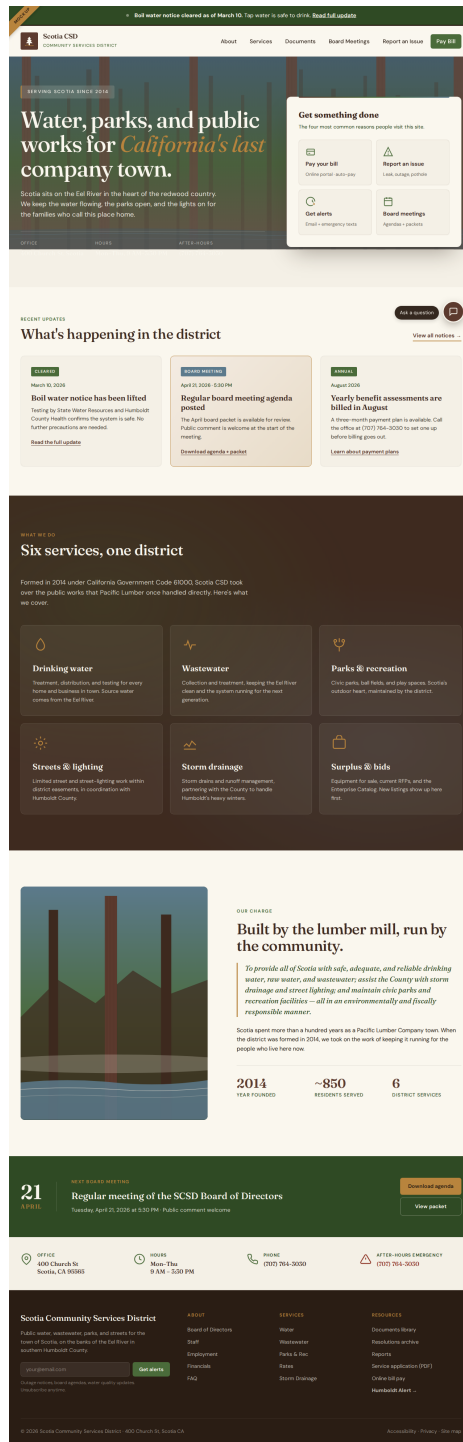 MOCKUP
Boil water notice cleared as of March 10. Tap water is safe to drink. Read full update
Scotia CSD
COMMUNITY SERVICES DISTRICT
About
Services
Documents
Board Meetings
Report an Issue
Pay Bill
SERVING SCOTIA SINCE 2014
Water, parks, and public
works for California's last
company town.
Scotia sits on the Eel River in the heart of the redwood country.
We keep the water flowing, the parks open, and the lights on for
the families who call this place home.
OFFICE
HOURS
AFTER-HOURS
Get something done
The four most common reasons people visit this site.
Pay your bill
Online portal · auto-pay
Report an issue
Leak, outage, pothole
Get alerts
Email + emergency texts
Board meetings
Agendas + packets
Ask a question
RECENT UPDATES
What's happening in the district
View all notices →
CLEARED
March 10, 2026
Boil water notice has been lifted
Testing by State Water Resources and Humboldt
County Health confirms the system is safe. No
further precautions are needed.
Read the full update
BOARD MEETING
April 21, 2026 · 5:30 PM
Regular board meeting agenda
posted
The April board packet is available for review.
Public comment is welcome at the start of the
meeting.
Download agenda + packet
ANNUAL
August 2026
Yearly benefit assessments are
billed in August
A three-month payment plan is available. Call
the office at (707) 764-3030 to set one up
before billing goes out.
Learn about payment plans
WHAT WE DO
Six services, one district
Formed in 2014 under California Government Code 61000, Scotia CSD took
over the public works that Pacific Lumber once handled directly. Here's what
we cover.
Drinking water
Treatment, distribution, and testing for every
home and business in town. Source water
comes from the Eel River.
Wastewater
Collection and treatment, keeping the Eel River
clean and the system running for the next
generation.
Parks & recreation
Civic parks, ball fields, and play spaces. Scotia's
outdoor heart, maintained by the district.
Streets & lighting
Limited street and street-lighting work within
district easements, in coordination with
Humboldt County.
Storm drainage
Storm drains and runoff management,
partnering with the County to handle
Humboldt's heavy winters.
Surplus & bids
Equipment for sale, current RFPs, and the
Enterprise Catalog. New listings show up here
first.
OUR CHARGE
Built by the lumber mill, run by
the community.
To provide all of Scotia with safe, adequate, and reliable drinking
water, raw water, and wastewater; assist the County with storm
drainage and street lighting; and maintain civic parks and
recreation facilities — all in an environmentally and fiscally
responsible manner.
Scotia spent more than a hundred years as a Pacific Lumber Company town. When
the district was formed in 2014, we took on the work of keeping it running for the
people who live here now.
2014
YEAR FOUNDED
~850
RESIDENTS SERVED
6
DISTRICT SERVICES
21
APRIL
NEXT BOARD MEETING
Regular meeting of the SCSD Board of Directors
Tuesday, April 21, 2026 at 5:30 PM · Public comment welcome
Download agenda
View packet
OFFICE
400 Church St
Scotia, CA 95565
HOURS
Mon–Thu
9 AM – 3:30 PM
PHONE
(707) 764-3030
AFTER-HOURS EMERGENCY
(707) 764-3030
Scotia Community Services District
Public water, wastewater, parks, and streets for the
town of Scotia, on the banks of the Eel River in
southern Humboldt County.
your@email.com
Get alerts
Outage notices, board agendas, water quality updates.
Unsubscribe anytime.
ABOUT
Board of Directors
Staff
Employment
Financials
FAQ
SERVICES
Water
Wastewater
Parks & Rec
Rates
Storm Drainage
RESOURCES
Documents library
Resolutions archive
Reports
Service application (PDF)
Online bill pay
Humboldt Alert →
© 2026 Scotia Community Services District · 400 Church St, Scotia CA
Accessibility · Privacy · Site map